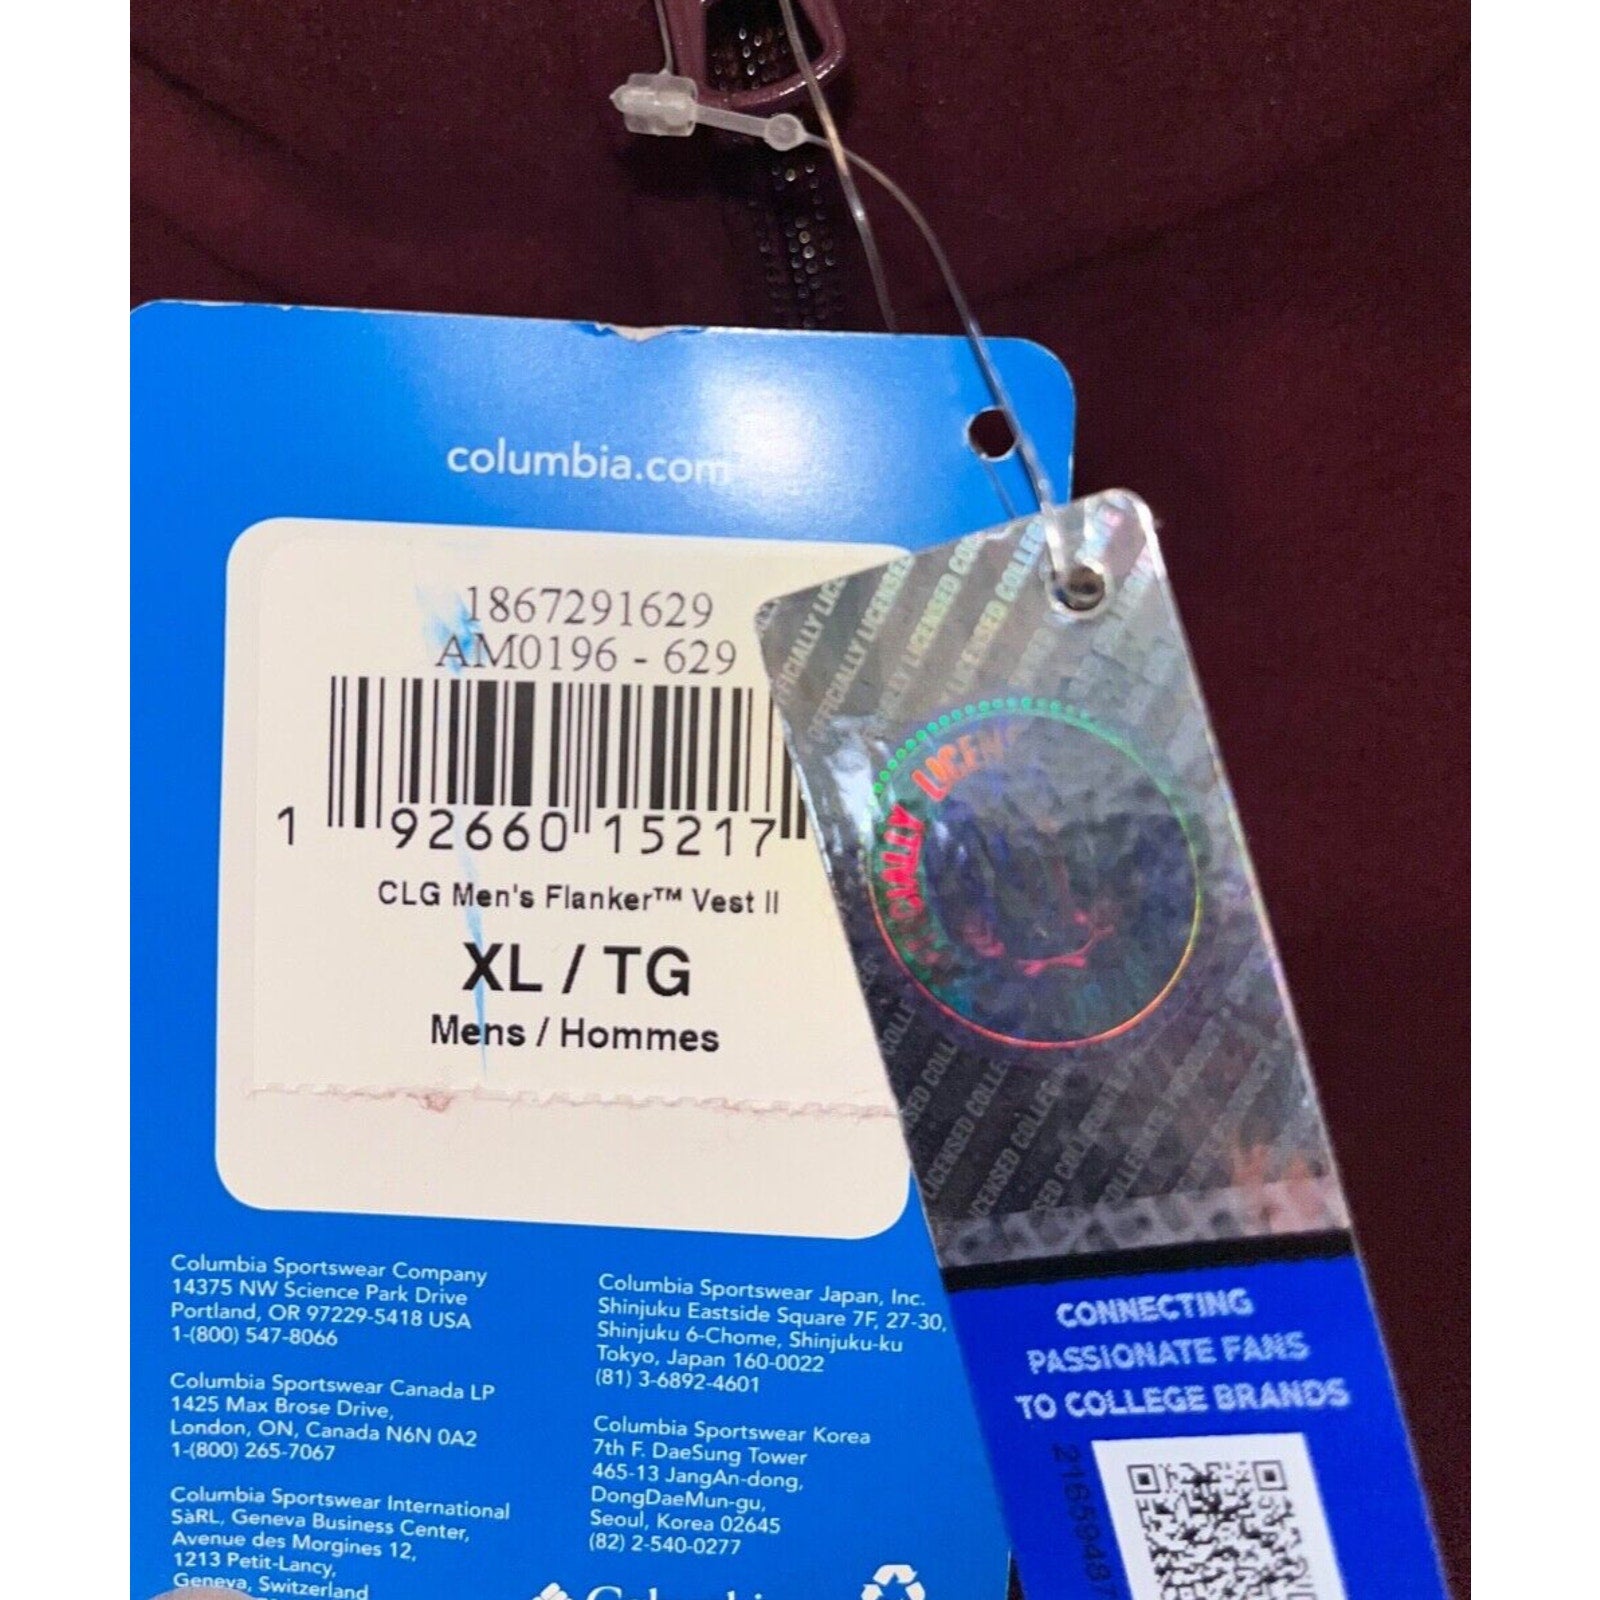 columbia.com
1867291629
AM0196 - 629
1 92660 15217
CLG Men's Flanker™ Vest II
XL / TG
Mens / Hommes
Columbia Sportswear Company
14375 NW Science Park Drive
Portland, OR 97229-5418 USA
1-(800) 547-8066
Columbia Sportswear Canada LP
1425 Max Brose Drive,
London, ON, Canada N6N 0A2
1-(800) 265-7067
Columbia Sportswear International
SàRL, Geneva Business Center,
Avenue des Morgines 12,
1213 Petit-Lancy,
Geneva, Switzerland
Columbia Sportswear Japan, Inc.
Shinjuku Eastside Square 7F, 27-30,
Shinjuku 6-Chome, Shinjuku-ku
Tokyo, Japan 160-0022
(81) 3-6892-4601
Columbia Sportswear Korea
7th F. DaeSung Tower
465-13 JangAn-dong,
DongDaeMun-gu,
Seoul, Korea 02645
(82) 2-540-0277
Columbia
OFFICIALLY LICENSED
CONNECTING
PASSIONATE FANS
TO COLLEGE BRANDS